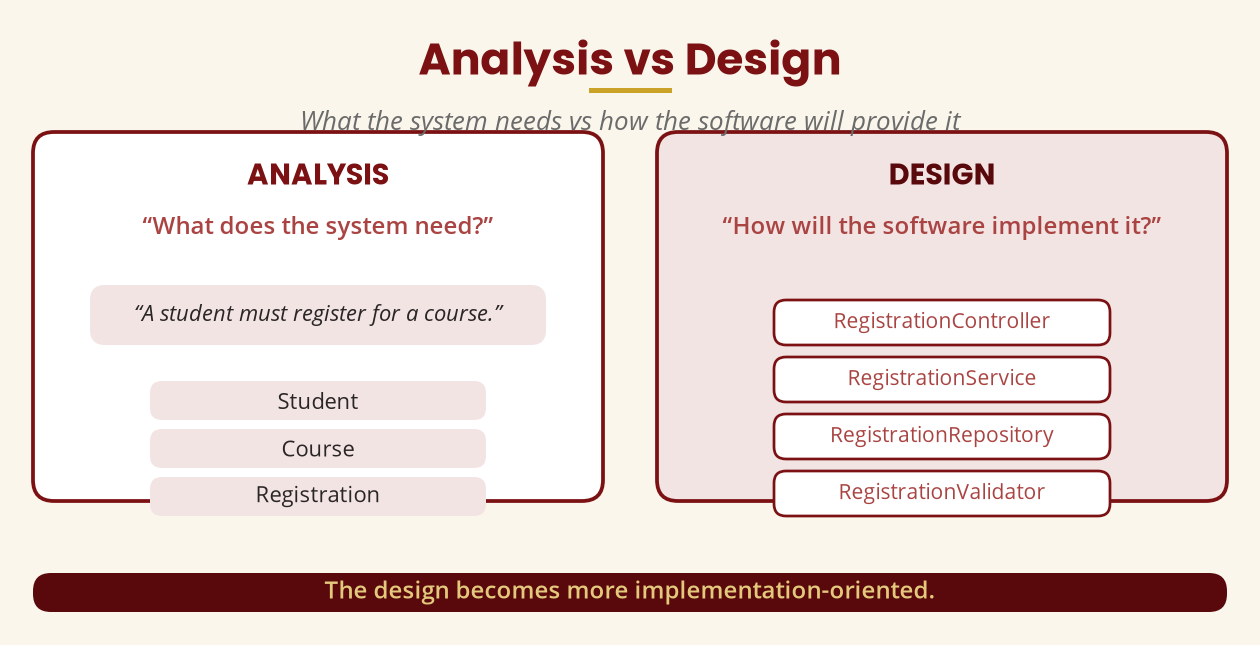 Analysis vs Design
What the system needs vs how the software will provide it
ANALYSIS
“What does the system need?”
“A student must register for a course.”
Student
Course
Registration
DESIGN
“How will the software implement it?”
RegistrationController
RegistrationService
RegistrationRepository
RegistrationValidator
The design becomes more implementation-oriented.